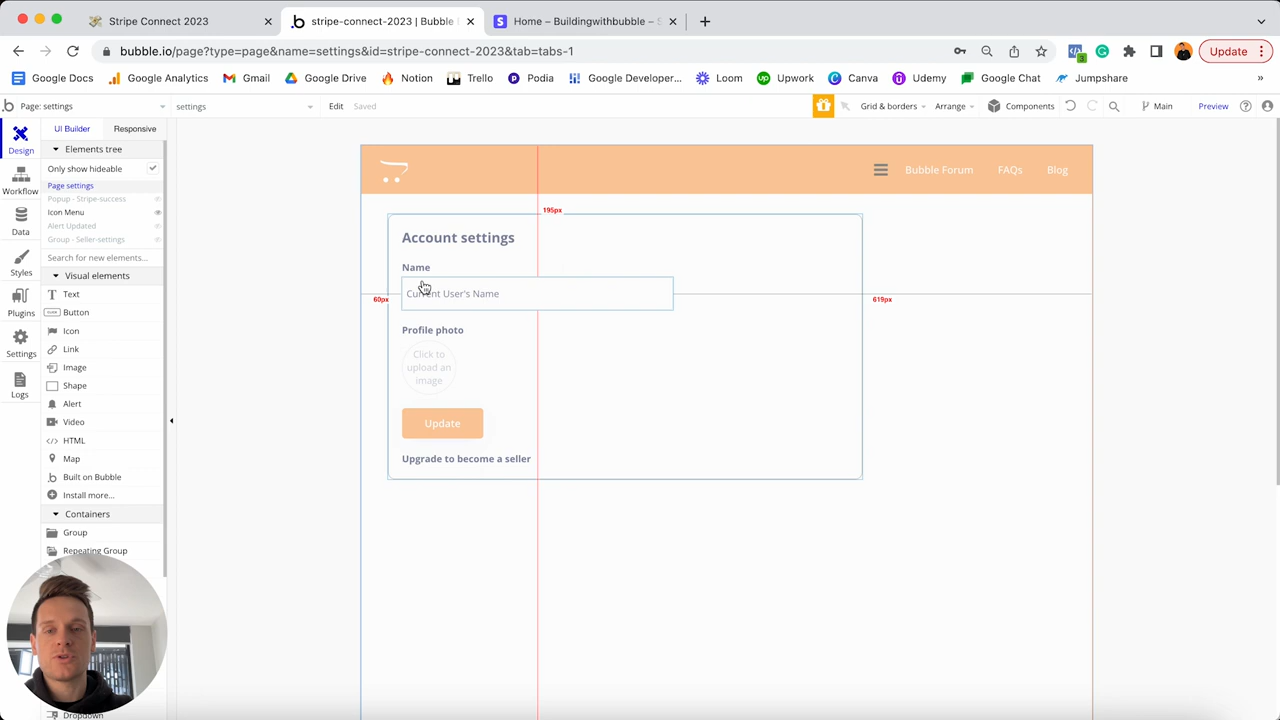 Stripe Connect 2023
stripe-connect-2023 | Bubble
Home – Buildingwithbubble – S
bubble.io/page?type=page&name=settings&id=stripe-connect-2023&tab=tabs-1
3
Update
Google Docs
Google Analytics
Gmail
Google Drive
Notion
Trello
Podia
Google Developer...
Loom
Upwork
Canva
Udemy
Google Chat
Jumpshare
»
Page: settings
settings
Edit
Saved
Grid & borders
Arrange
Components
Main
Preview
Design
Workflow
Data
Styles
Plugins
Settings
Logs
UI Builder
Responsive
Elements tree
Only show hideable
Page settings
Popup - Stripe-success
Icon Menu
Alert Updated
Group - Seller-settings
Search for new elements...
Visual elements
Text
CLICK
Button
Icon
Link
Image
Shape
Alert
Video
</> HTML
Map
Built on Bubble
Install more...
Containers
Group
Repeating Group
Dropdown
Bubble Forum
FAQs
Blog
195px
Account settings
Name
Current User's Name
60px
619px
Profile photo
Click to
upload an
image
Update
Upgrade to become a seller